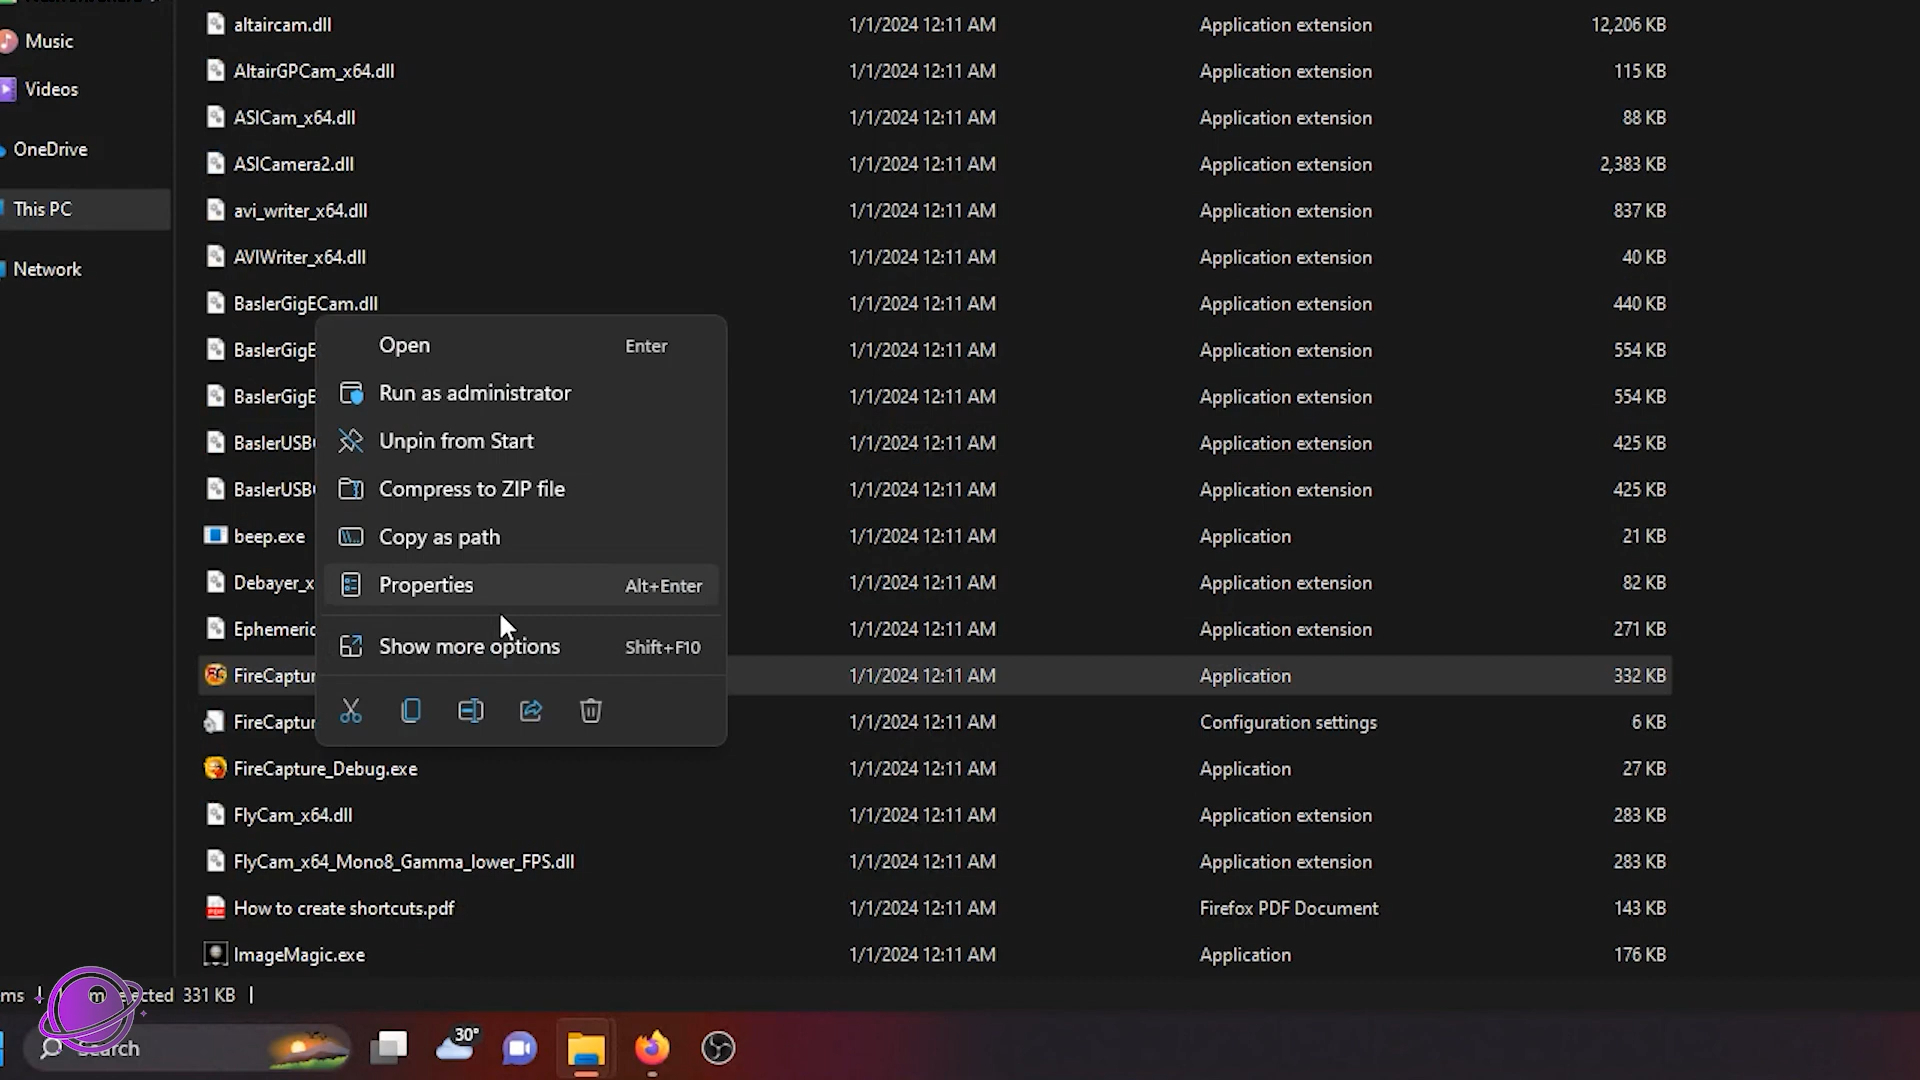 altaircam.dll 1/1/2024 12:11 AM Application extension 12,206 KB
Music
AltairGPCam_x64.dll 1/1/2024 12:11 AM Application extension 115 KB
Videos
ASICam_x64.dll 1/1/2024 12:11 AM Application extension 88 KB
OneDrive
ASICamera2.dll 1/1/2024 12:11 AM Application extension 2,383 KB
This PC
avi_writer_x64.dll 1/1/2024 12:11 AM Application extension 837 KB
AVIWriter_x64.dll 1/1/2024 12:11 AM Application extension 40 KB
Network
BaslerGigECam.dll 1/1/2024 12:11 AM Application extension 440 KB
BaslerGigE 1/1/2024 12:11 AM Application extension 554 KB
Open Enter
BaslerGigE 1/1/2024 12:11 AM Application extension 554 KB
Run as administrator
BaslerUSB 1/1/2024 12:11 AM Application extension 425 KB
Unpin from Start
BaslerUSB 1/1/2024 12:11 AM Application extension 425 KB
Compress to ZIP file
beep.exe 1/1/2024 12:11 AM Application 21 KB
Copy as path
Debayer_x 1/1/2024 12:11 AM Application extension 82 KB
Properties Alt+Enter
Ephemeric 1/1/2024 12:11 AM Application extension 271 KB
Show more options Shift+F10
FireCaptur 1/1/2024 12:11 AM Application 332 KB
FireCaptur 1/1/2024 12:11 AM Configuration settings 6 KB
FireCapture_Debug.exe 1/1/2024 12:11 AM Application 27 KB
FlyCam_x64.dll 1/1/2024 12:11 AM Application extension 283 KB
FlyCam_x64_Mono8_Gamma_lower_FPS.dll 1/1/2024 12:11 AM Application extension 283 KB
How to create shortcuts.pdf 1/1/2024 12:11 AM Firefox PDF Document 143 KB
ImageMagic.exe 1/1/2024 12:11 AM Application 176 KB
ms 331 KB
Search 30°